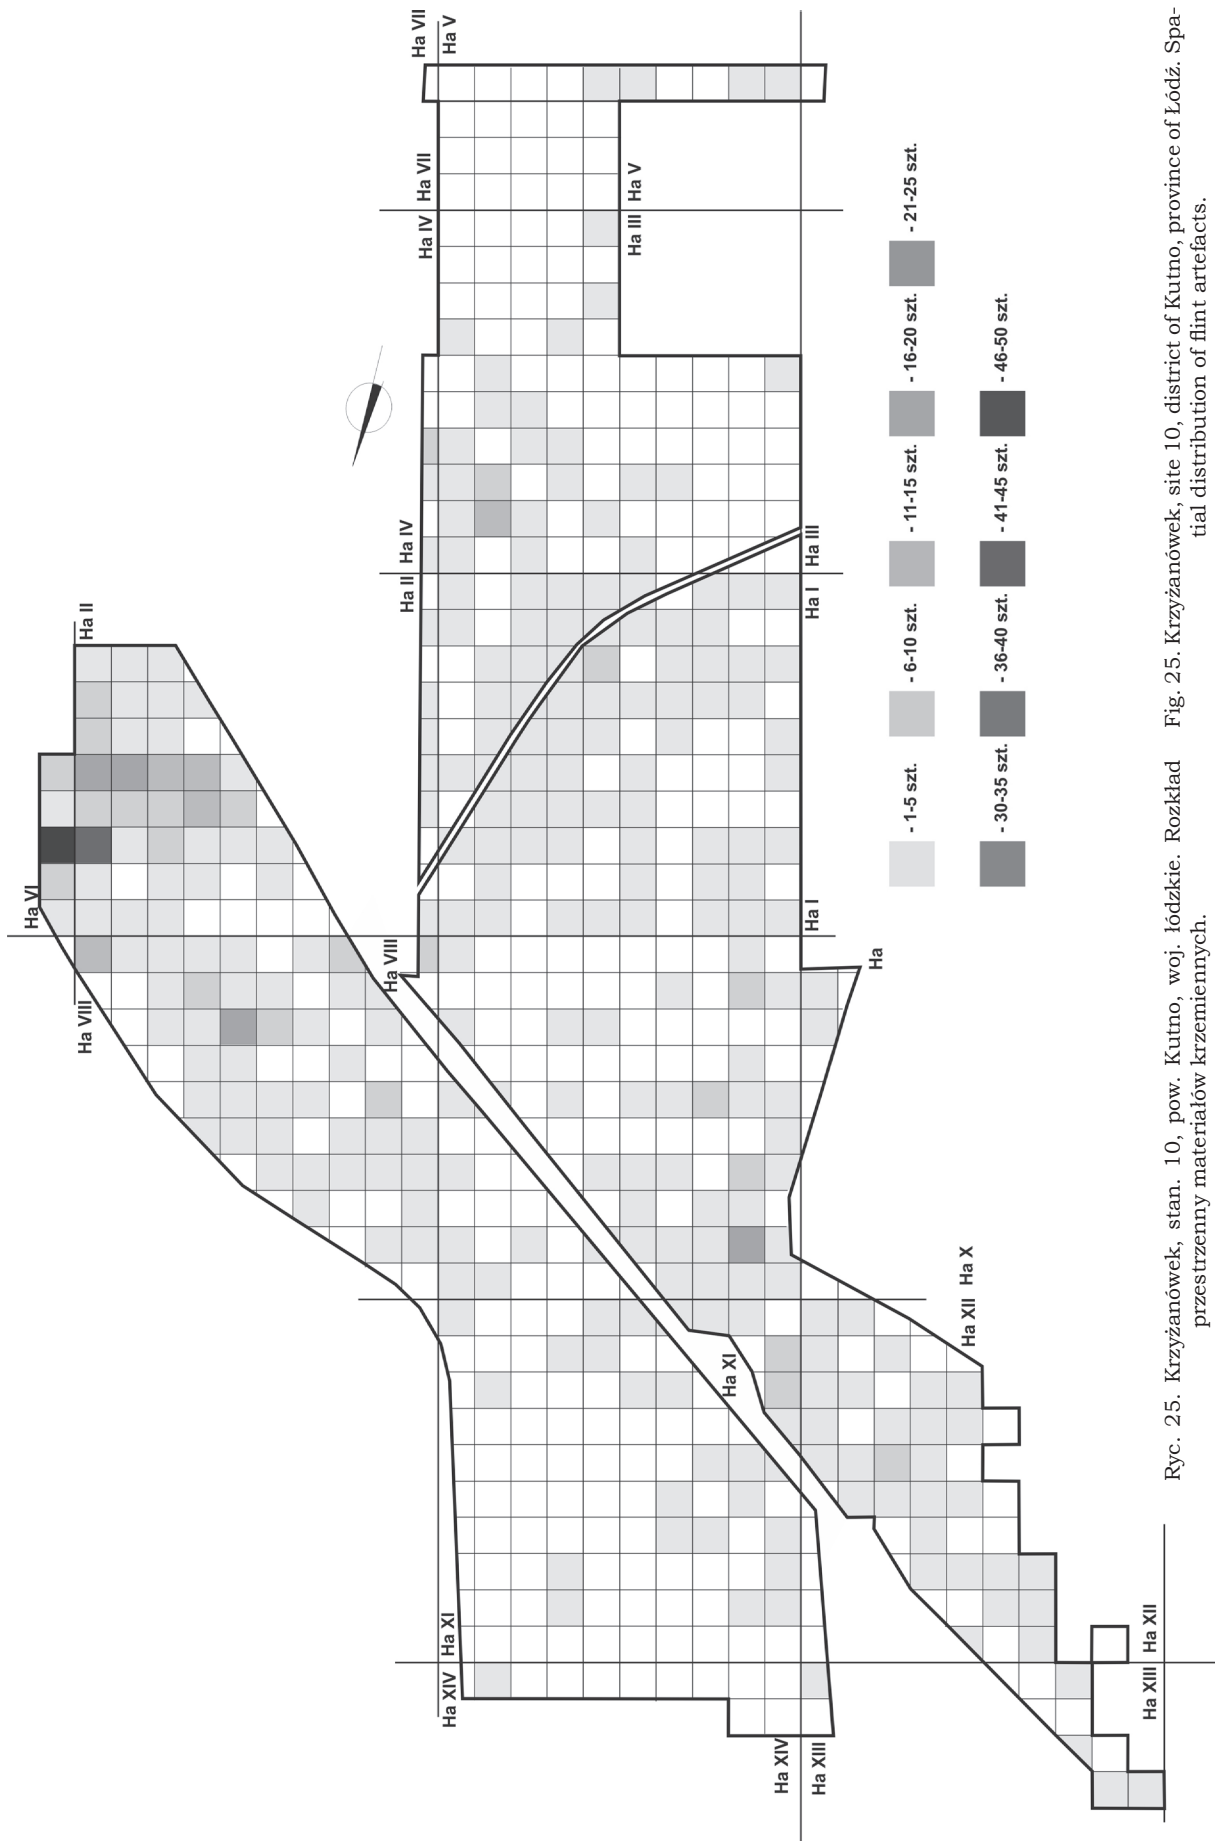 Ha VII
Ha V
Ha VII
Ha V
Ha IV
Ha III
Ha IV
Ha III
Ha II
Ha I
Ha II
Ha VI
Ha VIII
Ha VIII
Ha I
Ha
Ha X
Ha XII
Ha XI
Ha XI
Ha XIV
Ha XIV
Ha XIII
Ha XII
Ha XIII
- 1-5 szt.
- 6-10 szt.
- 11-15 szt.
- 16-20 szt.
- 21-25 szt.
- 30-35 szt.
- 36-40 szt.
- 41-45 szt.
- 46-50 szt.
Ryc. 25. Krzyżanówek, stan. 10, pow. Kutno, woj. łódzkie. Rozkład
przestrzenny materiałów krzemiennych.
Fig. 25. Krzyżanówek, site 10, district of Kutno, province of Łódź. Spa-
tial distribution of flint artefacts.